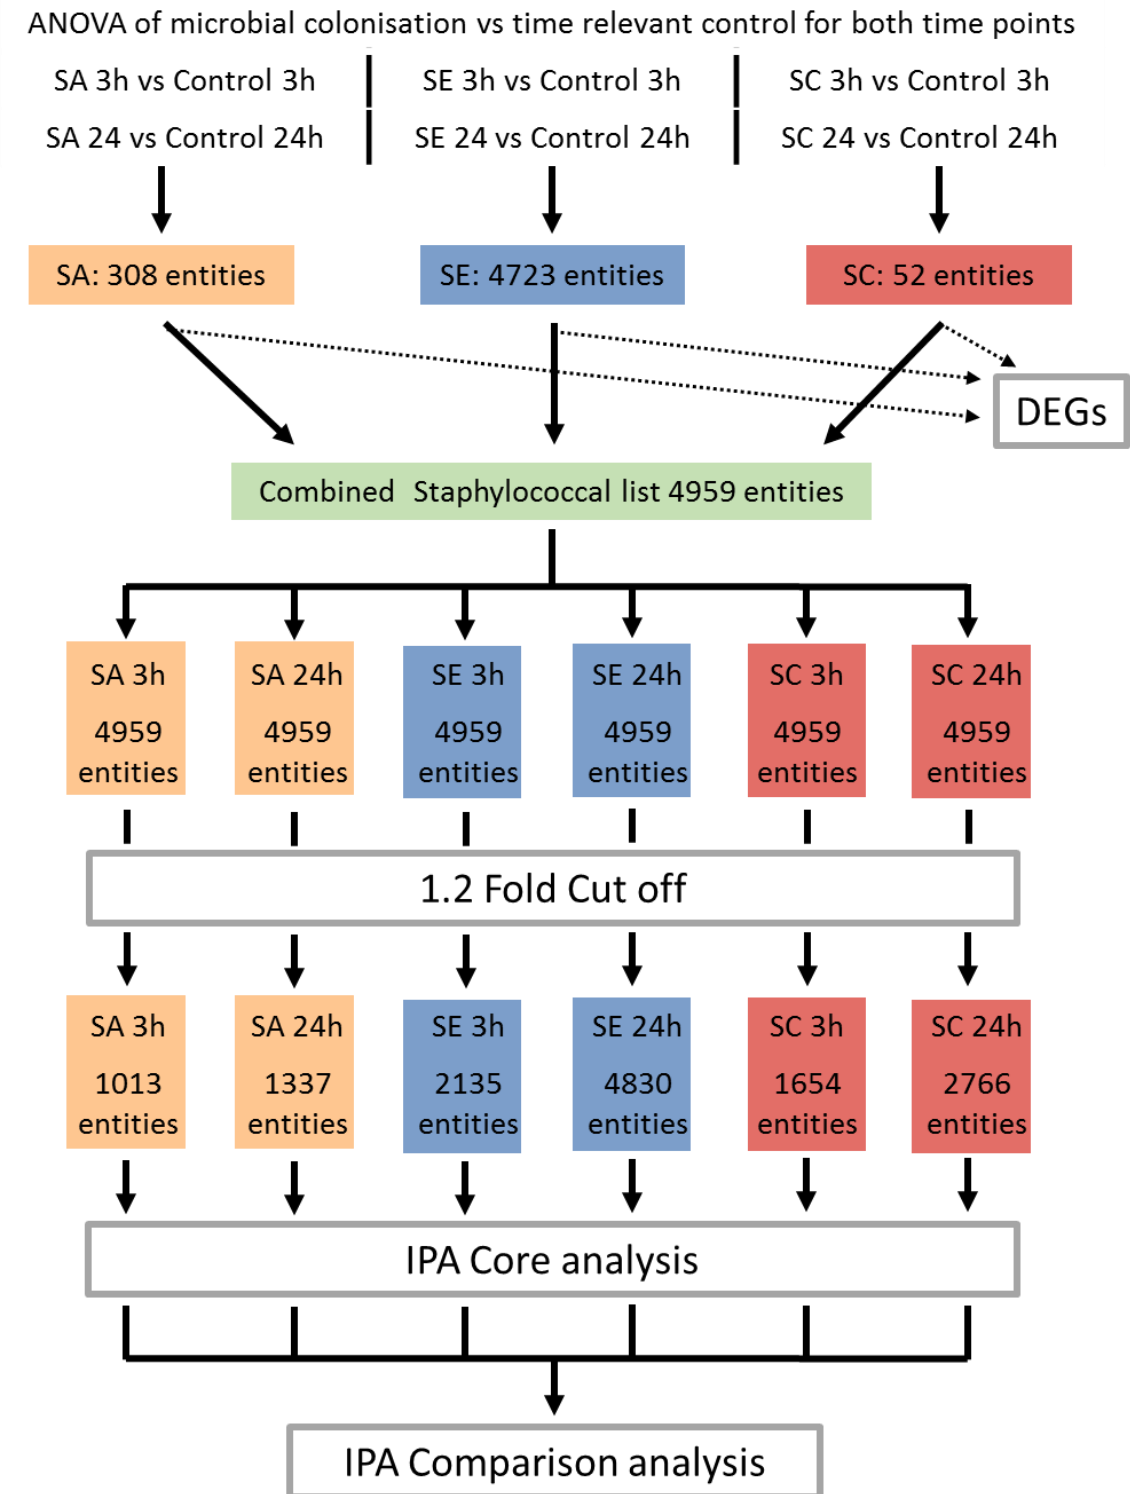 ANOVA of microbial colonisation vs time relevant control for both time points
SA 3h vs Control 3h
SE 3h vs Control 3h
SC 3h vs Control 3h
SA 24 vs Control 24h
SE 24 vs Control 24h
SC 24 vs Control 24h
SA: 308 entities
SE: 4723 entities
SC: 52 entities
DEGs
Combined Staphylococcal list 4959 entities
SA 3h
4959
entities
SA 24h
4959
entities
SE 3h
4959
entities
SE 24h
4959
entities
SC 3h
4959
entities
SC 24h
4959
entities
1.2 Fold Cut off
SA 3h
1013
entities
SA 24h
1337
entities
SE 3h
2135
entities
SE 24h
4830
entities
SC 3h
1654
entities
SC 24h
2766
entities
IPA Core analysis
IPA Comparison analysis